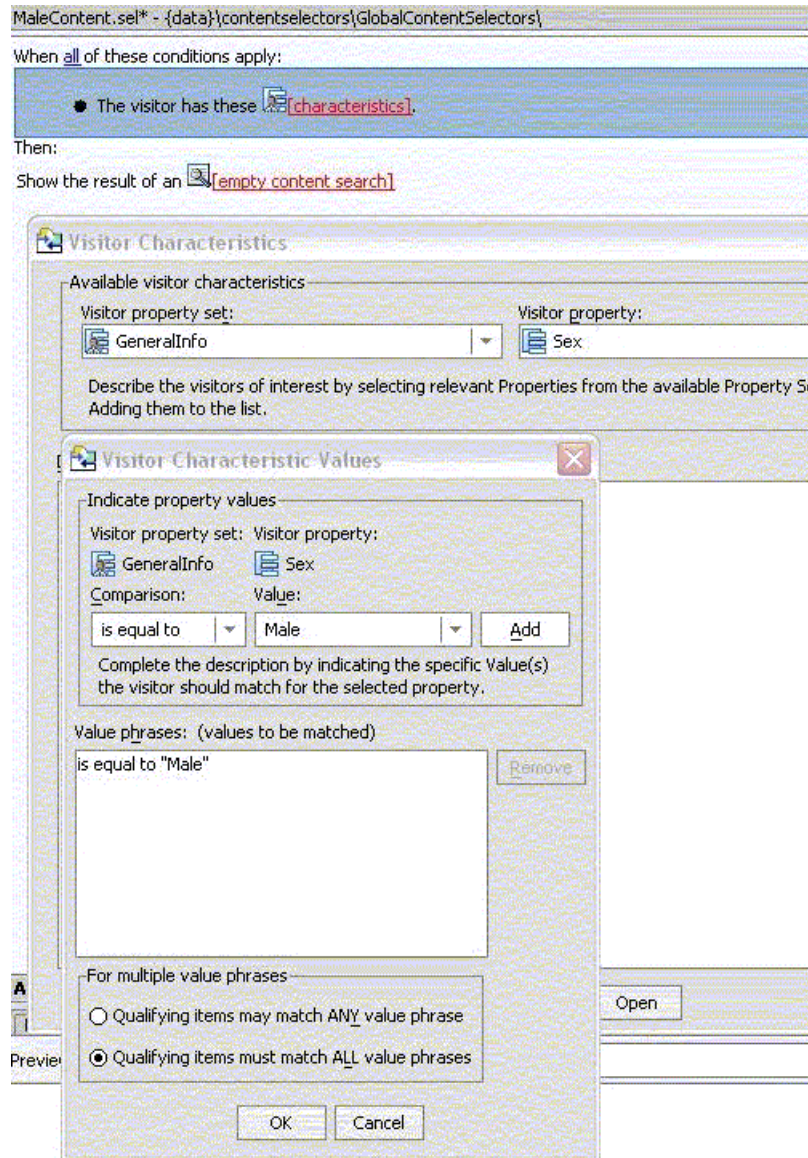 MaleContent.sel* - {data}\contentselectors\GlobalContentSelectors\
When all of these conditions apply:
● The visitor has these [characteristics].
Then:
Show the result of an [empty content search]
Visitor Characteristics
Available visitor characteristics
Visitor property set: Visitor property:
GeneralInfo Sex
Describe the visitors of interest by selecting relevant Properties from the available Property S
Adding them to the list.
Visitor Characteristic Values
Indicate property values
Visitor property set: Visitor property:
GeneralInfo Sex
Comparison: Value:
is equal to Male Add
Complete the description by indicating the specific Value(s)
the visitor should match for the selected property.
Value phrases: (values to be matched)
is equal to "Male"
Remove
For multiple value phrases
A
Open
Qualifying items may match ANY value phrase
Qualifying items must match ALL value phrases
Previe
OK Cancel